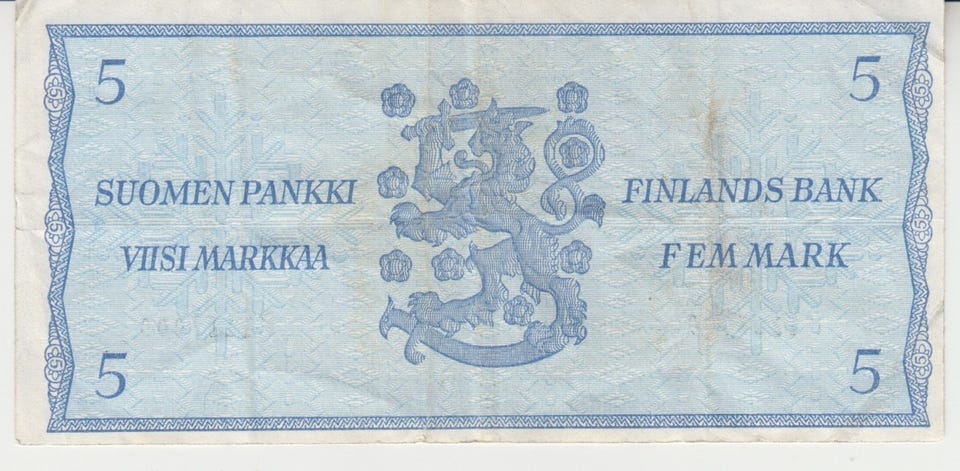 5
5
SUOMEN PANKKI
FINLANDS BANK
VIISI MARKKAA
FEM MARK
5
5